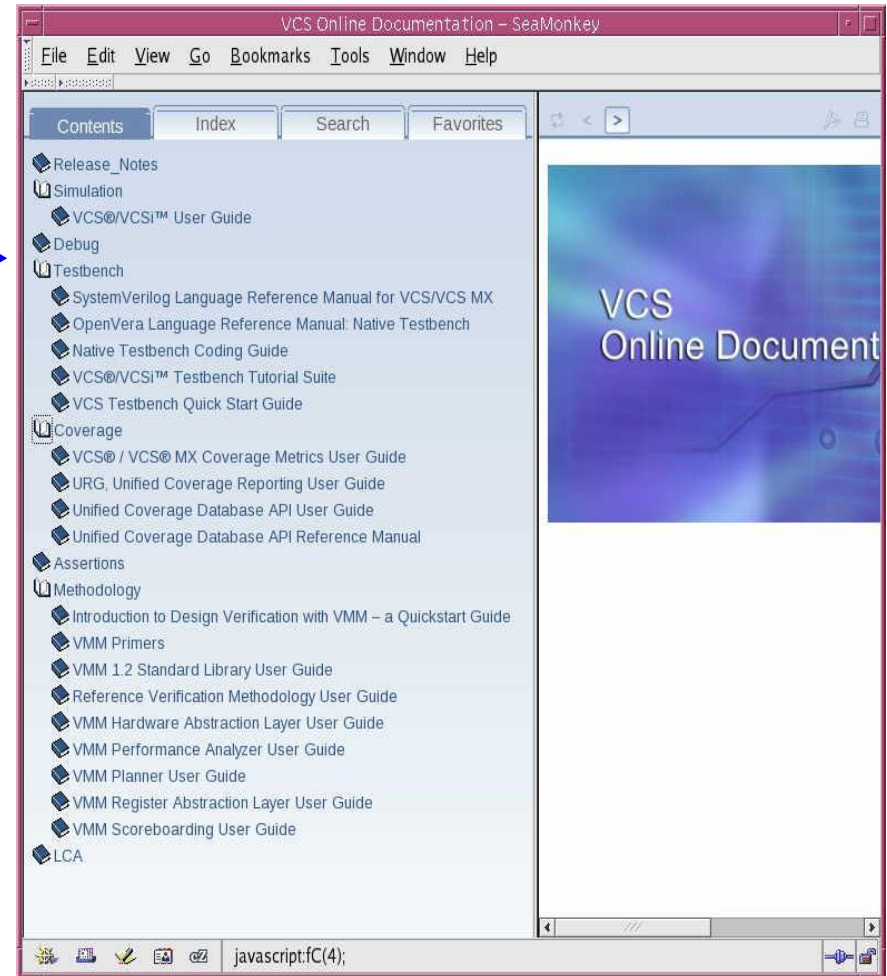 VCS Online Documentation – SeaMonkey
File Edit View Go Bookmarks Tools Window Help
Contents Index Search Favorites
Release_Notes
Simulation
VCS®/VCSi™ User Guide
Debug
Testbench
SystemVerilog Language Reference Manual for VCS/VCS MX
OpenVera Language Reference Manual: Native Testbench
Native Testbench Coding Guide
VCS®/VCSi™ Testbench Tutorial Suite
VCS Testbench Quick Start Guide
Coverage
VCS® / VCS® MX Coverage Metrics User Guide
URG, Unified Coverage Reporting User Guide
Unified Coverage Database API User Guide
Unified Coverage Database API Reference Manual
Assertions
Methodology
Introduction to Design Verification with VMM – a Quickstart Guide
VMM Primers
VMM 1.2 Standard Library User Guide
Reference Verification Methodology User Guide
VMM Hardware Abstraction Layer User Guide
VMM Performance Analyzer User Guide
VMM Planner User Guide
VMM Register Abstraction Layer User Guide
VMM Scoreboarding User Guide
LCA
VCS
Online Document
javascript:fC(4);